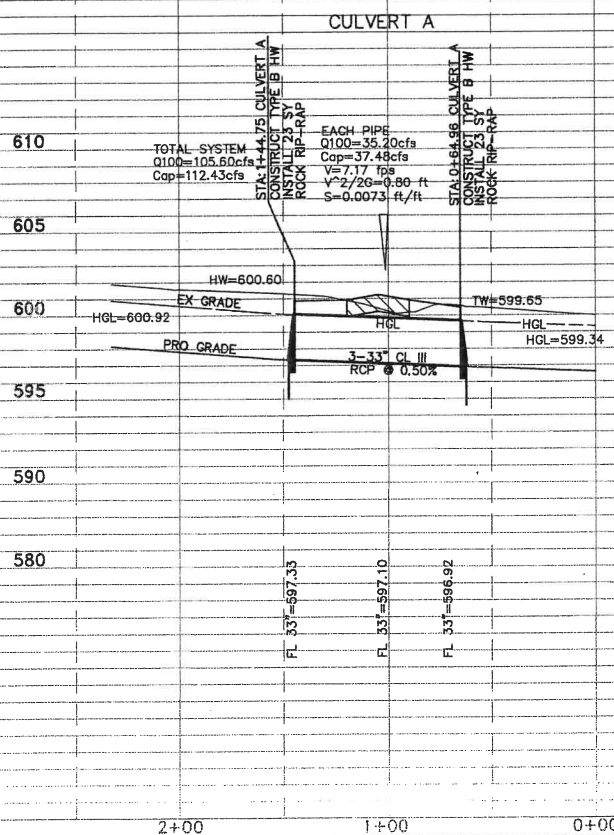 CULVERT A
STA:1+44.75 CULVERT A
CONSTRUCT TYPE B HW
INSTALL 23 SY
ROCK RIP-RAP
TOTAL SYSTEM
Q100=105.60cfs
Cap=112.43cfs
EACH PIPE
Q100=35.20cfs
Cap=37.48cfs
V=7.17 fps
V^2/2G=0.80 ft
S=0.0073 ft/ft
STA:0+64.96 CULVERT A
CONSTRUCT TYPE B HW
INSTALL 23 SY
ROCK RIP-RAP
610
605
600
595
590
580
HW=600.60
EX GRADE
HGL=600.92
TW=599.65
HGL
HGL
HGL=599.34
PRO GRADE
3-33" CL III
RCP @ 0.50%
FL 33"=597.33
FL 33"=597.10
FL 33"=596.92
2+00
1+00
0+00